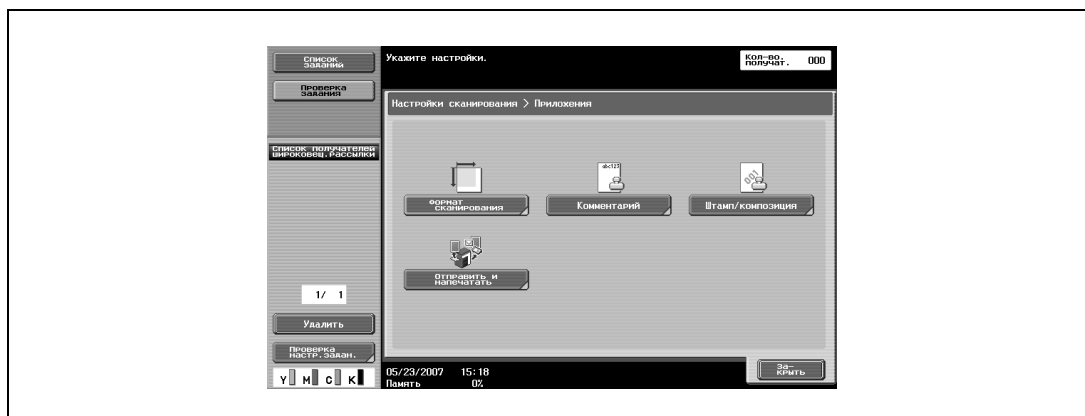 Список
заданий
Проверка
задания
Список получателей
широковещ.рассылки
1/ 1
Удалить
Проверка
настр.задан.
Y M C K
Укажите настройки.
Кол-во.
получат. 000
Настройки сканирования > Приложения
abc123
Формат
сканирования
Комментарий
001
Штамп/композиция
Отправить и
напечатать
05/23/2007 15:18
Память 0%
За-
крыть